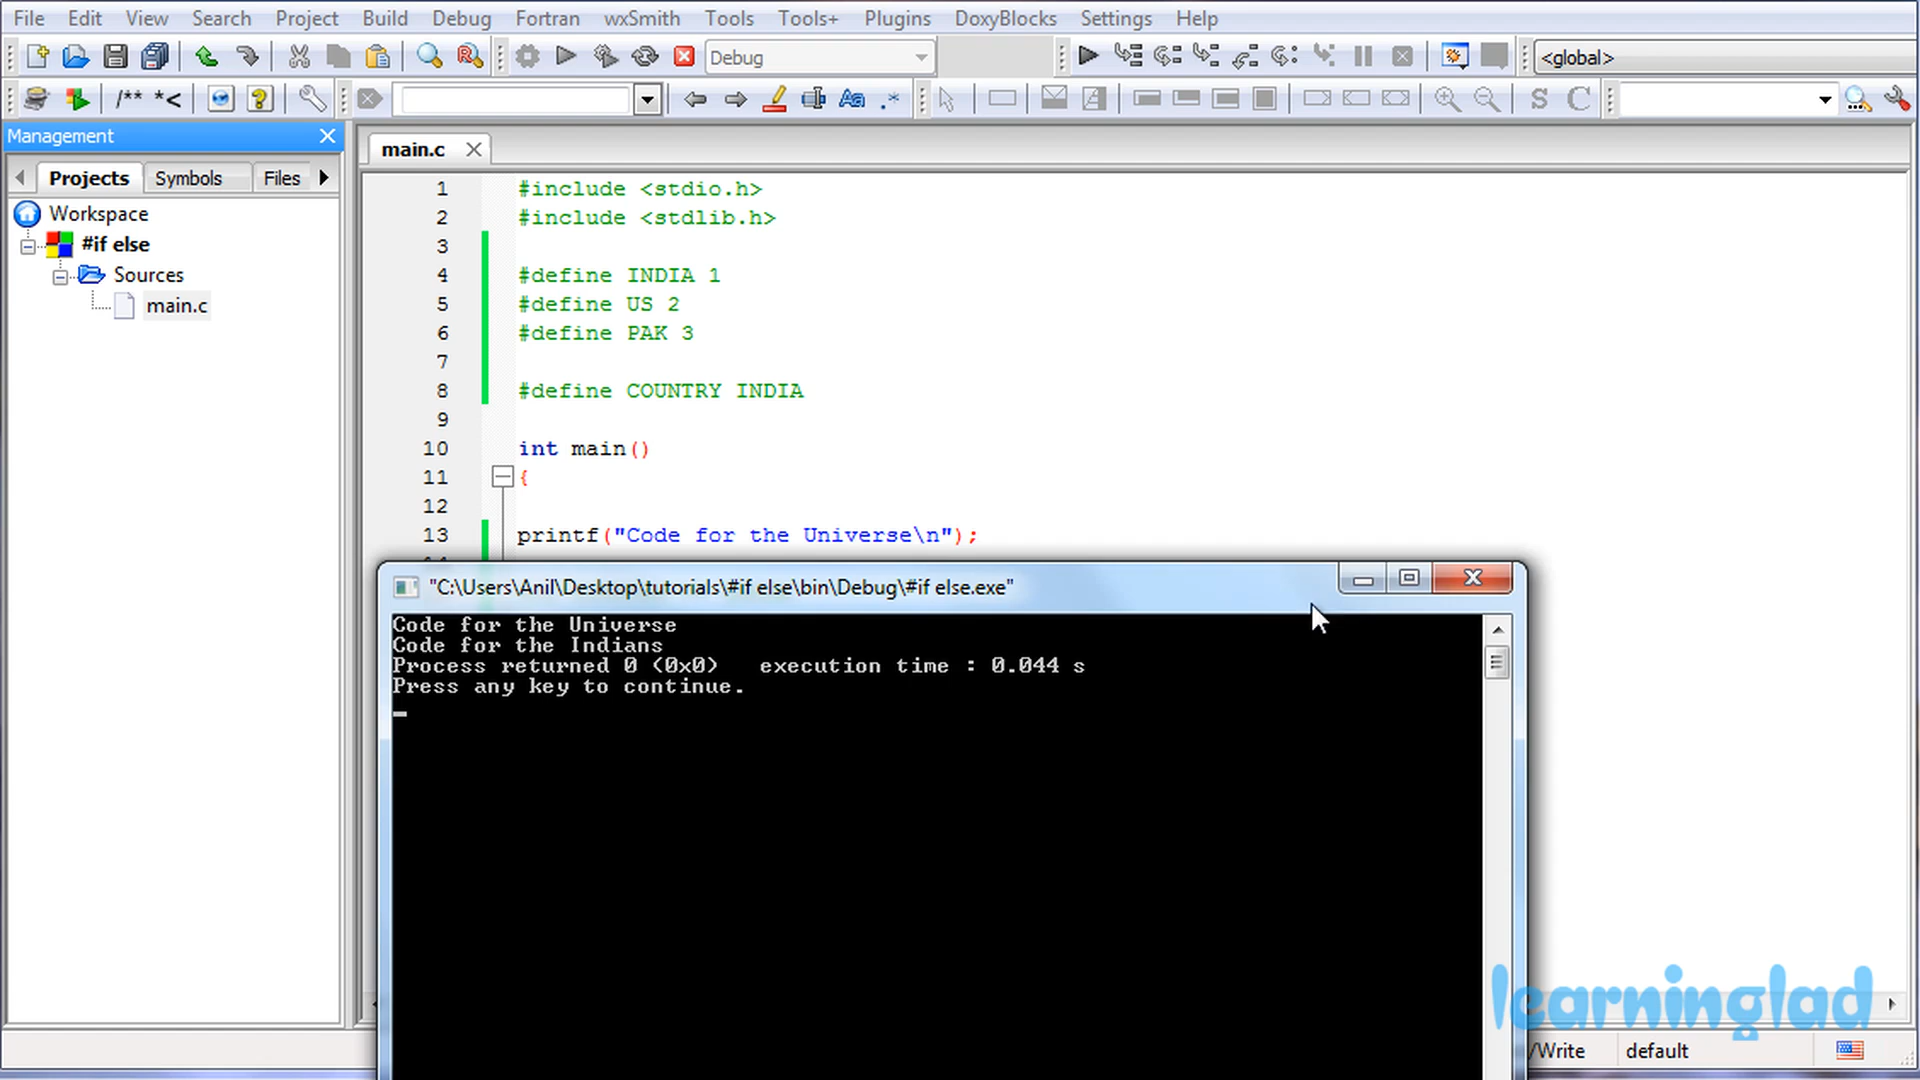 File Edit View Search Project Build Debug Fortran wxSmith Tools Tools+ Plugins DoxyBlocks Settings Help
Debug
<global>
/** *<
Aa .* S C
Management
Projects Symbols Files
main.c
Workspace
#if else
Sources
main.c
1 #include <stdio.h>
2 #include <stdlib.h>
3
4 #define INDIA 1
5 #define US 2
6 #define PAK 3
7
8 #define COUNTRY INDIA
9
10 int main()
11 {
12
13 printf("Code for the Universe\n");
"C:\Users\Anil\Desktop\tutorials\#if else\bin\Debug\#if else.exe"
Code for the Universe
Code for the Indians
Process returned 0 (0x0) execution time : 0.044 s
Press any key to continue.
learninglad
/Write default